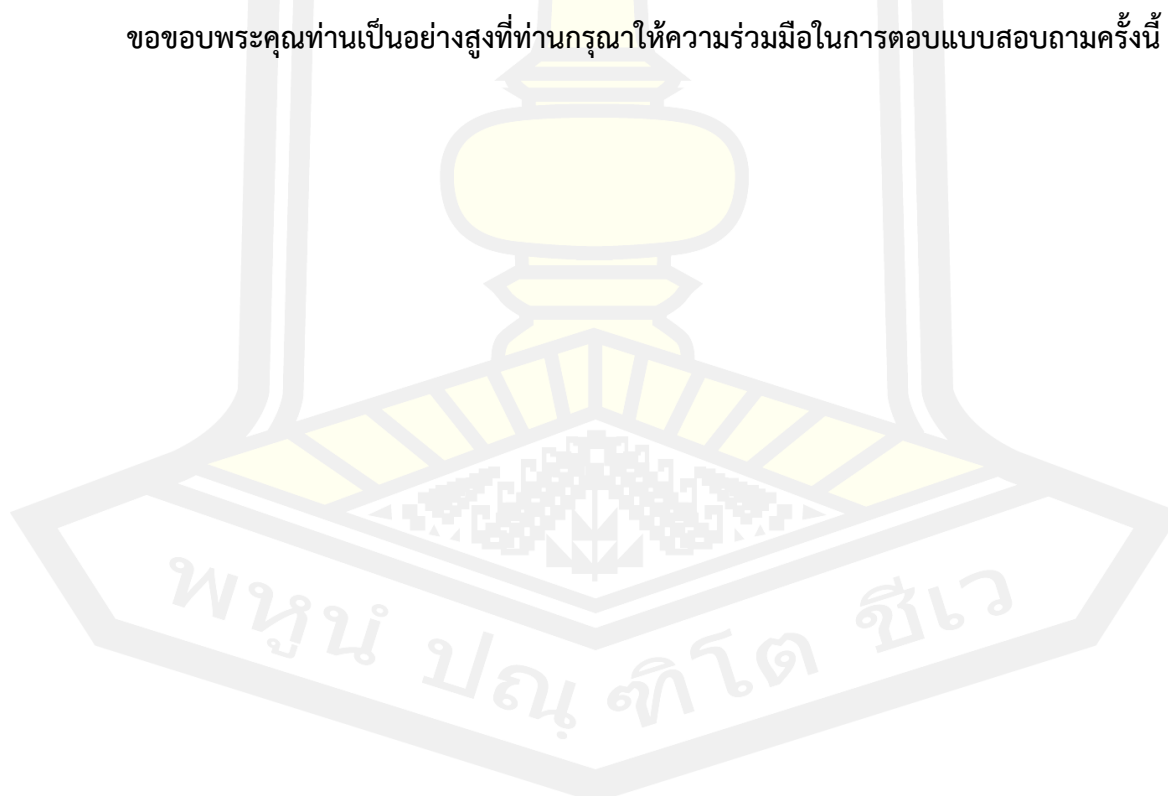 ขอขอบพระคุณท่านเป็นอย่างสูงที่ท่านกรุณาให้ความร่วมมือในการตอบแบบสอบถามครั้งนี้
พหูนํ ปณฺฑิโต ชีเว